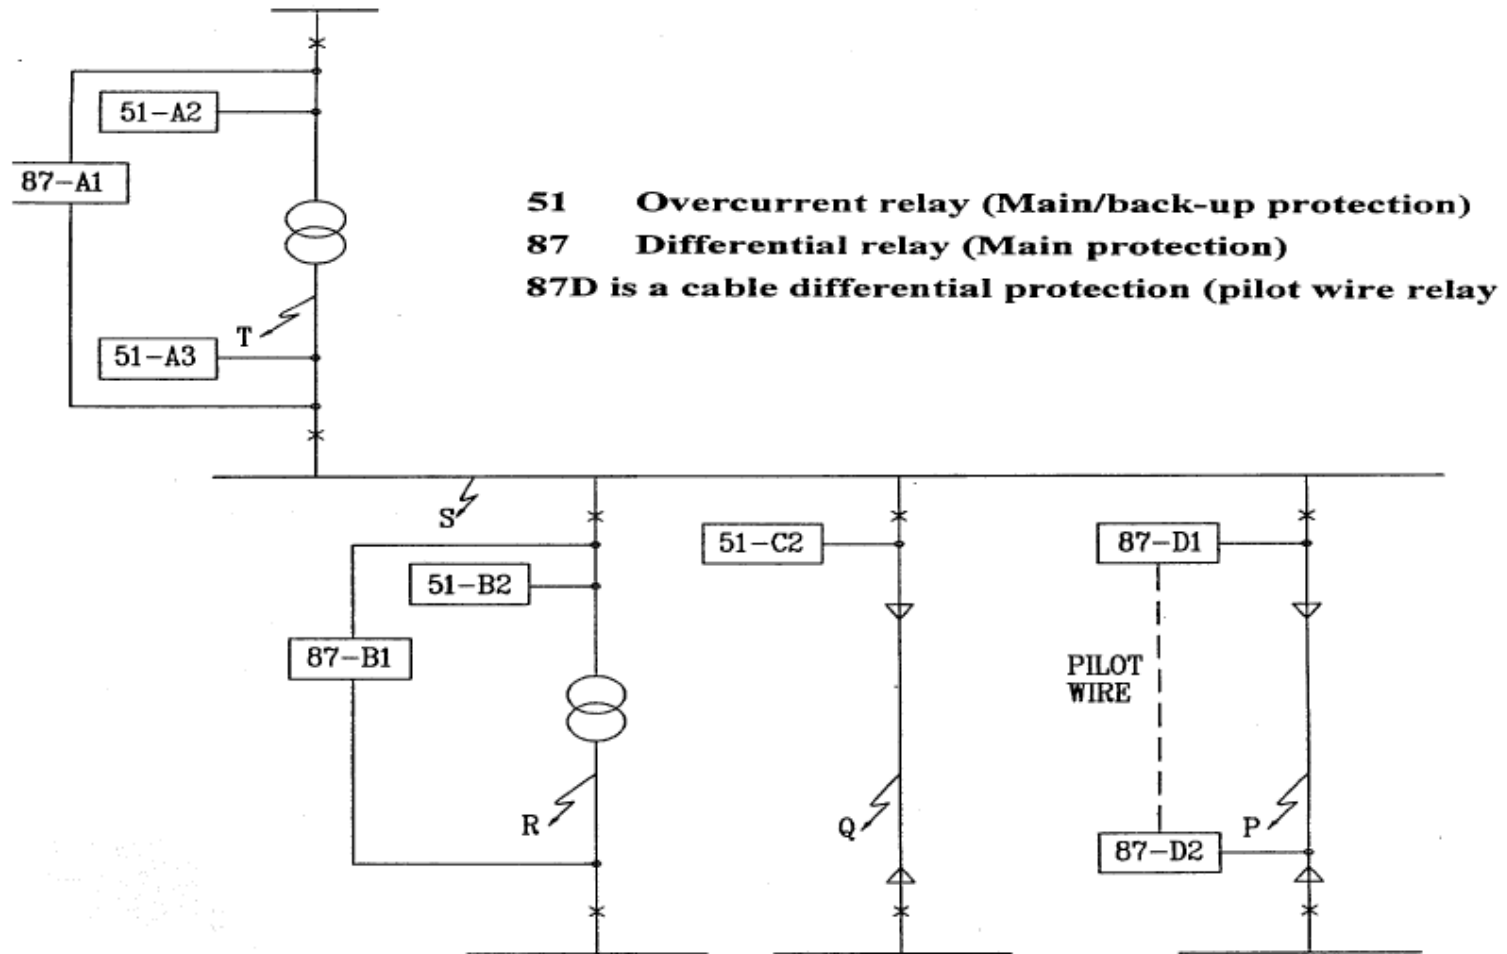 51-A2
87-A1
51 Overcurrent relay (Main/back-up protection)
87 Differential relay (Main protection)
87D is a cable differential protection (pilot wire relay
T
51-A3
S
51-C2
87-D1
51-B2
87-B1
PILOT
WIRE
R
Q
P
87-D2